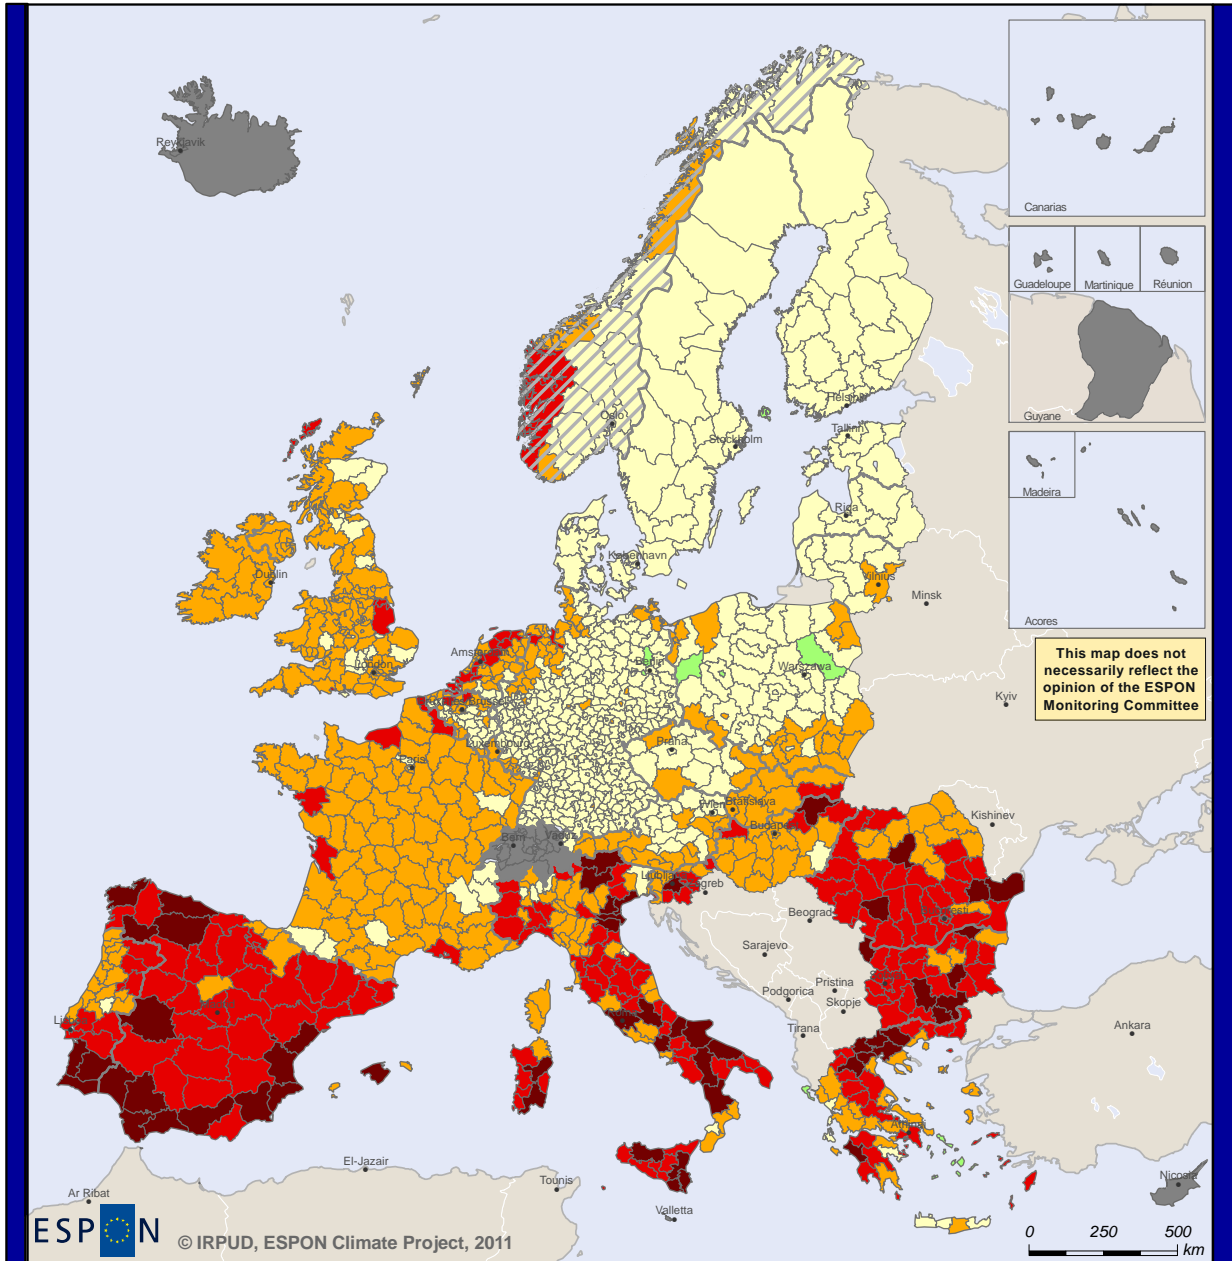 Reykjavik
Canarias
Guadeloupe
Martinique
Réunion
Guyane
Madeira
Acores
This map does not
necessarily reflect the
opinion of the ESPON
Monitoring Committee
Oslo
Helsinki
Stockholm
Tallinn
Riga
København
Vilnius
Minsk
Dublin
London
Amsterdam
Berlin
Warszawa
Kyiv
Luxembourg
Paris
Praha
Wien
Bratislava
Budapest
Kishinev
Bern
Vaduz
Ljubljana
Zagreb
Beograd
Sarajevo
Podgorica
Pristina
Skopje
Tirana
Roma
Ankara
Athinai
Nicosia
El-Jazair
Tounis
Valletta
Ar Ribat
ESPON
© IRPUD, ESPON Climate Project, 2011
0 250 500
km